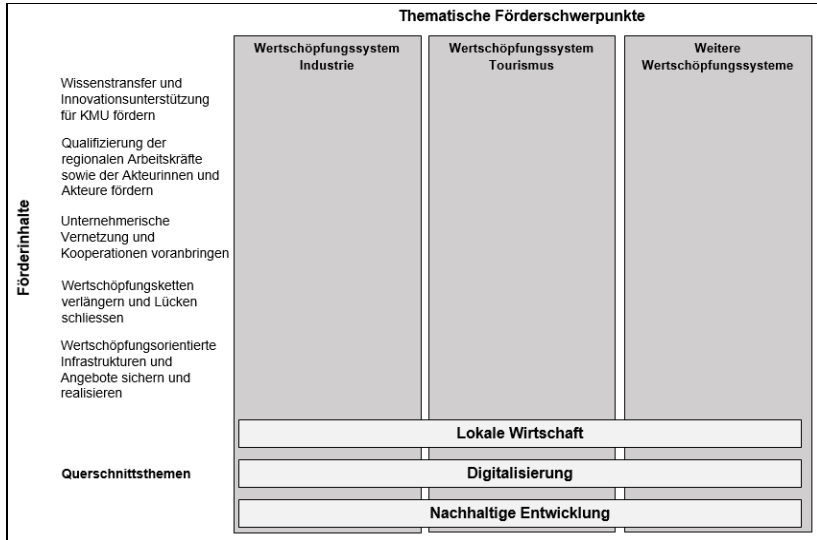 Thematische Förderschwerpunkte
Wertschöpfungssystem
Industrie
Wertschöpfungssystem
Tourismus
Weitere
Wertschöpfungssysteme
Förderinhalte
Wissenstransfer und
Innovationsunterstützung
für KMU fördern
Qualifizierung der
regionalen Arbeitskräfte
sowie der Akteurinnen und
Akteure fördern
Unternehmerische
Vernetzung und
Kooperationen voranbringen
Wertschöpfungsketten
verlängern und Lücken
schliessen
Wertschöpfungsorientierte
Infrastrukturen und
Angebote sichern und
realisieren
Querschnittsthemen
Lokale Wirtschaft
Digitalisierung
Nachhaltige Entwicklung